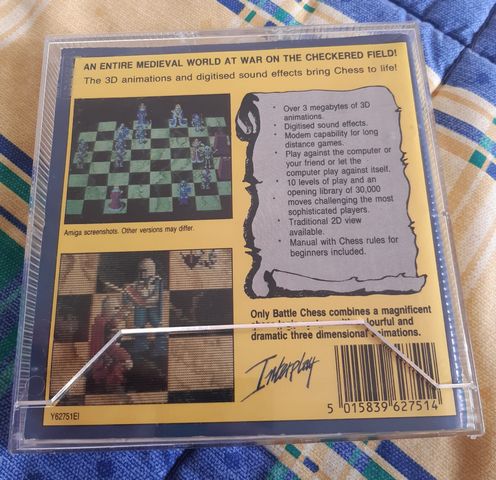 AN ENTIRE MEDIEVAL WORLD AT WAR ON THE CHECKERED FIELD!
The 3D animations and digitised sound effects bring Chess to life!
Over 3 megabytes of 3D
animations.
Digitised sound effects.
Modem capability for long
distance games.
Play against the computer or
your friend or let the
computer play against itself.
10 levels of play and an
opening library of 30,000
moves challenging the most
sophisticated players.
Traditional 2D view
available.
Manual with Chess rules for
beginners included.
Amiga screenshots. Other versions may differ.
Only Battle Chess combines a magnificent
colourful and
dramatic three dimensional animations.
Interplay
5 015839 627514
Y62751EI